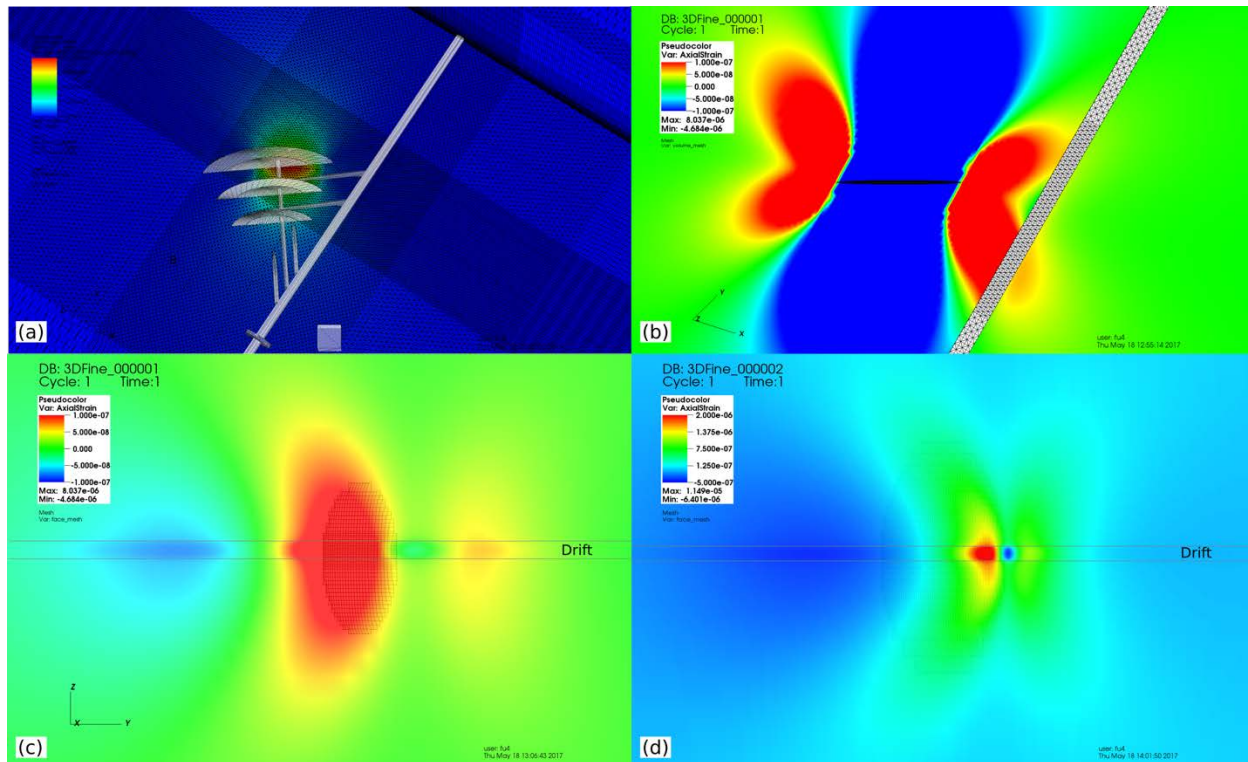 (a)
DB: 3DFine_000001
Cycle: 1 Time:1
Pseudocolor
Var: AxialStrain
1.000e-07
5.000e-08
0.000
-5.000e-08
-1.000e-07
Max: 8.037e-06
Min: -4.684e-06
Mesh
Var: volume_mesh
Y
Z
X
(b)
user: fu4
Thu May 18 12:55:14 2017
DB: 3DFine_000001
Cycle: 1 Time:1
Pseudocolor
Var: AxialStrain
1.000e-07
5.000e-08
0.000
-5.000e-08
-1.000e-07
Max: 8.037e-06
Min: -4.684e-06
Mesh
Var: face_mesh
Drift
Z
X Y
(c)
user: fu4
Thu May 18 13:06:43 2017
DB: 3DFine_000002
Cycle: 1 Time:1
Pseudocolor
Var: AxialStrain
2.000e-06
1.375e-06
7.500e-07
1.250e-07
-5.000e-07
Max: 1.149e-05
Min: -6.401e-06
Mesh
Var: face_mesh
Drift
(d)
user: fu4
Thu May 18 14:01:50 2017